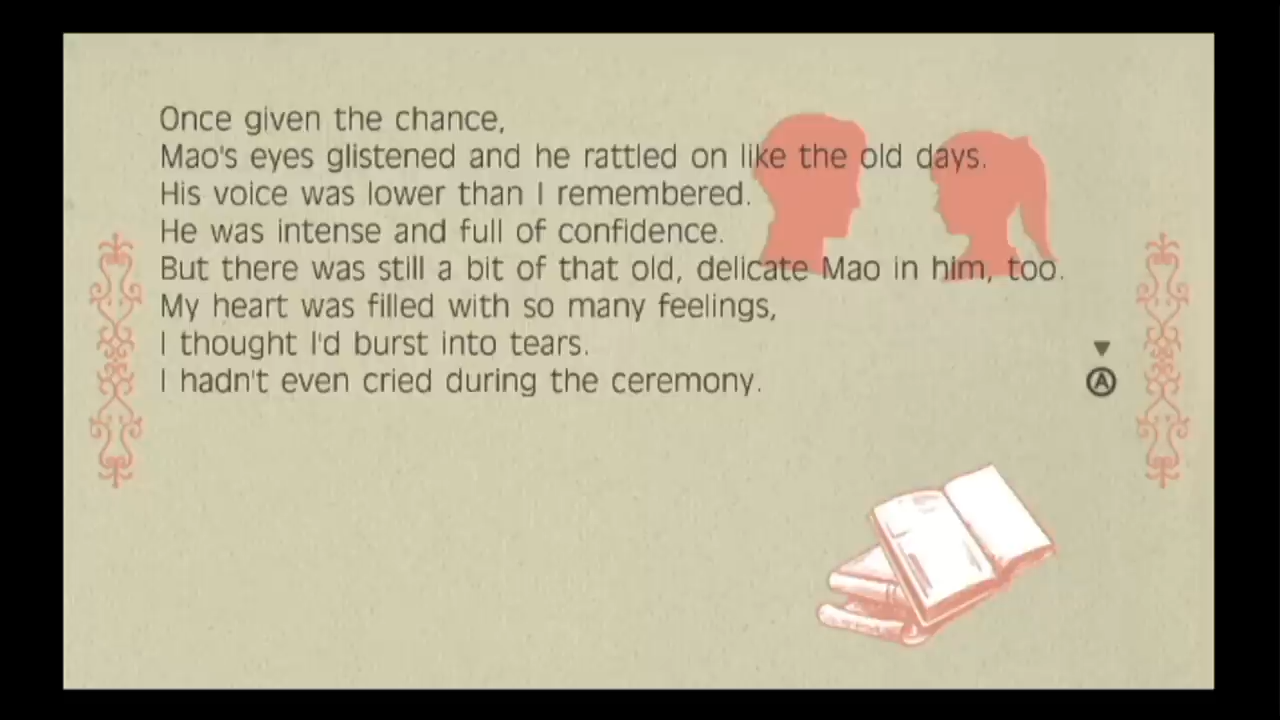 Once given the chance,
Mao's eyes glistened and he rattled on like the old days.
His voice was lower than I remembered.
He was intense and full of confidence.
But there was still a bit of that old, delicate Mao in him, too.
My heart was filled with so many feelings,
I thought I'd burst into tears.
I hadn't even cried during the ceremony.
A